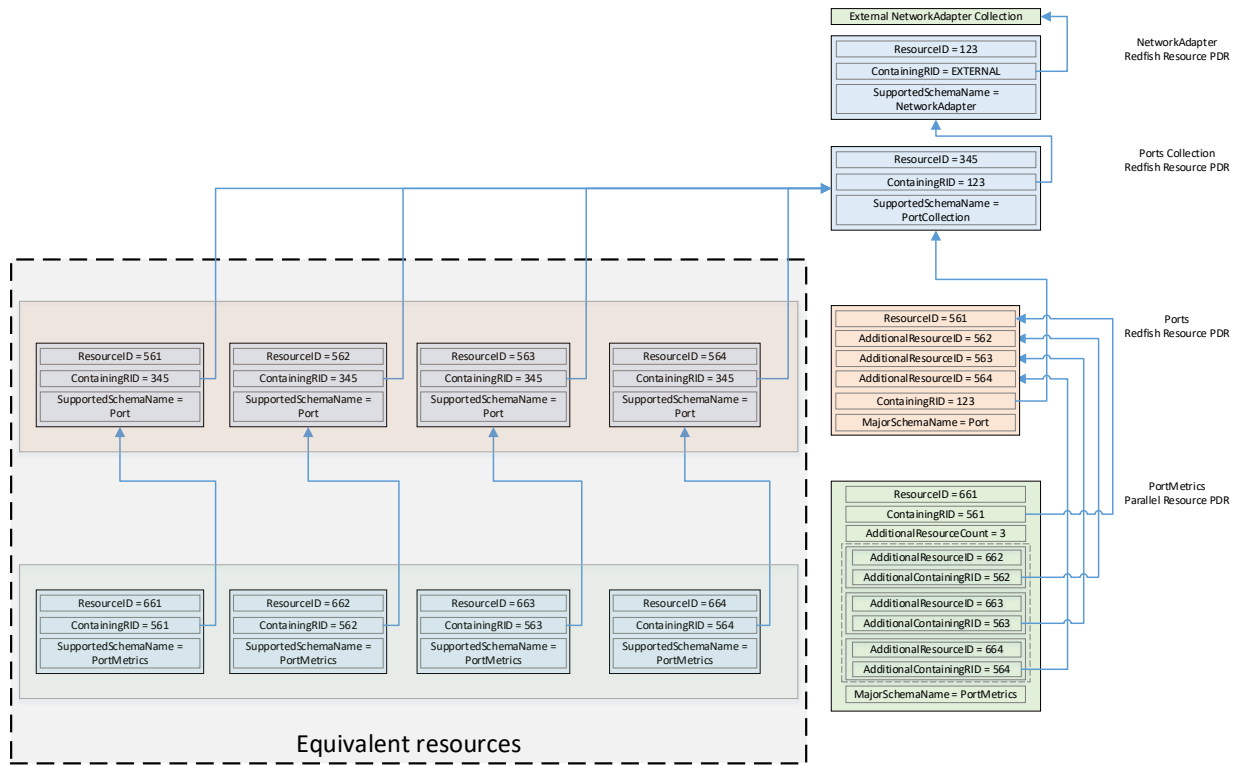 External NetworkAdapter Collection
ResourceID = 123
ContainingRID = EXTERNAL
SupportedSchemaName =
NetworkAdapter
NetworkAdapter
Redfish Resource PDR
ResourceID = 345
ContainingRID = 123
SupportedSchemaName =
PortCollection
Ports Collection
Redfish Resource PDR
ResourceID = 561
ContainingRID = 345
SupportedSchemaName =
Port
ResourceID = 562
ContainingRID = 345
SupportedSchemaName =
Port
ResourceID = 563
ContainingRID = 345
SupportedSchemaName =
Port
ResourceID = 564
ContainingRID = 345
SupportedSchemaName =
Port
ResourceID = 561
AdditionalResourceID = 562
AdditionalResourceID = 563
AdditionalResourceID = 564
ContainingRID = 123
MajorSchemaName = Port
Ports
Redfish Resource PDR
ResourceID = 661
ContainingRID = 561
SupportedSchemaName =
PortMetrics
ResourceID = 662
ContainingRID = 562
SupportedSchemaName =
PortMetrics
ResourceID = 663
ContainingRID = 563
SupportedSchemaName =
PortMetrics
ResourceID = 664
ContainingRID = 564
SupportedSchemaName =
PortMetrics
ResourceID = 661
ContainingRID = 561
AdditionalResourceCount = 3
AdditionalResourceID = 662
AdditionalContainingRID = 562
AdditionalResourceID = 663
AdditionalContainingRID = 563
AdditionalResourceID = 664
AdditionalContainingRID = 564
MajorSchemaName = PortMetrics
PortMetrics
Parallel Resource PDR
Equivalent resources